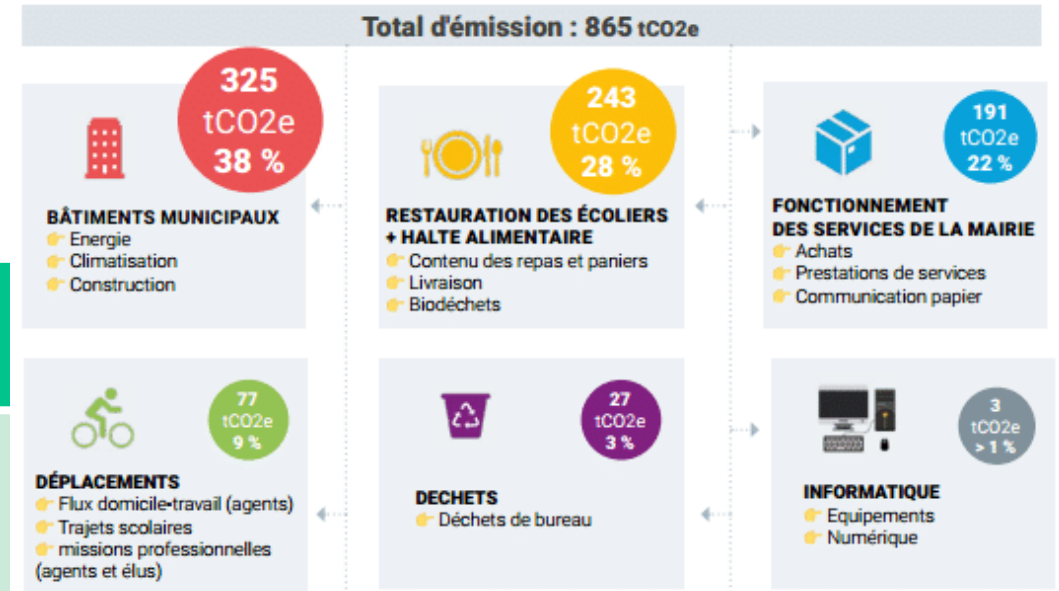 Total d'émission : 865 tCO2e
325
tCO2e
38 %
BÂTIMENTS MUNICIPAUX
Energie
Climatisation
Construction
243
tCO2e
28 %
RESTAURATION DES ÉCOLIERS
+ HALTE ALIMENTAIRE
Contenu des repas et paniers
Livraison
Biodéchets
191
tCO2e
22 %
FONCTIONNEMENT
DES SERVICES DE LA MAIRIE
Achats
Prestations de services
Communication papier
77
tCO2e
9 %
DÉPLACEMENTS
Flux domicile-travail (agents)
Trajets scolaires
missions professionnelles
(agents et élus)
27
tCO2e
3 %
DECHETS
Déchets de bureau
3
tCO2e
> 1 %
INFORMATIQUE
Equipements
Numérique